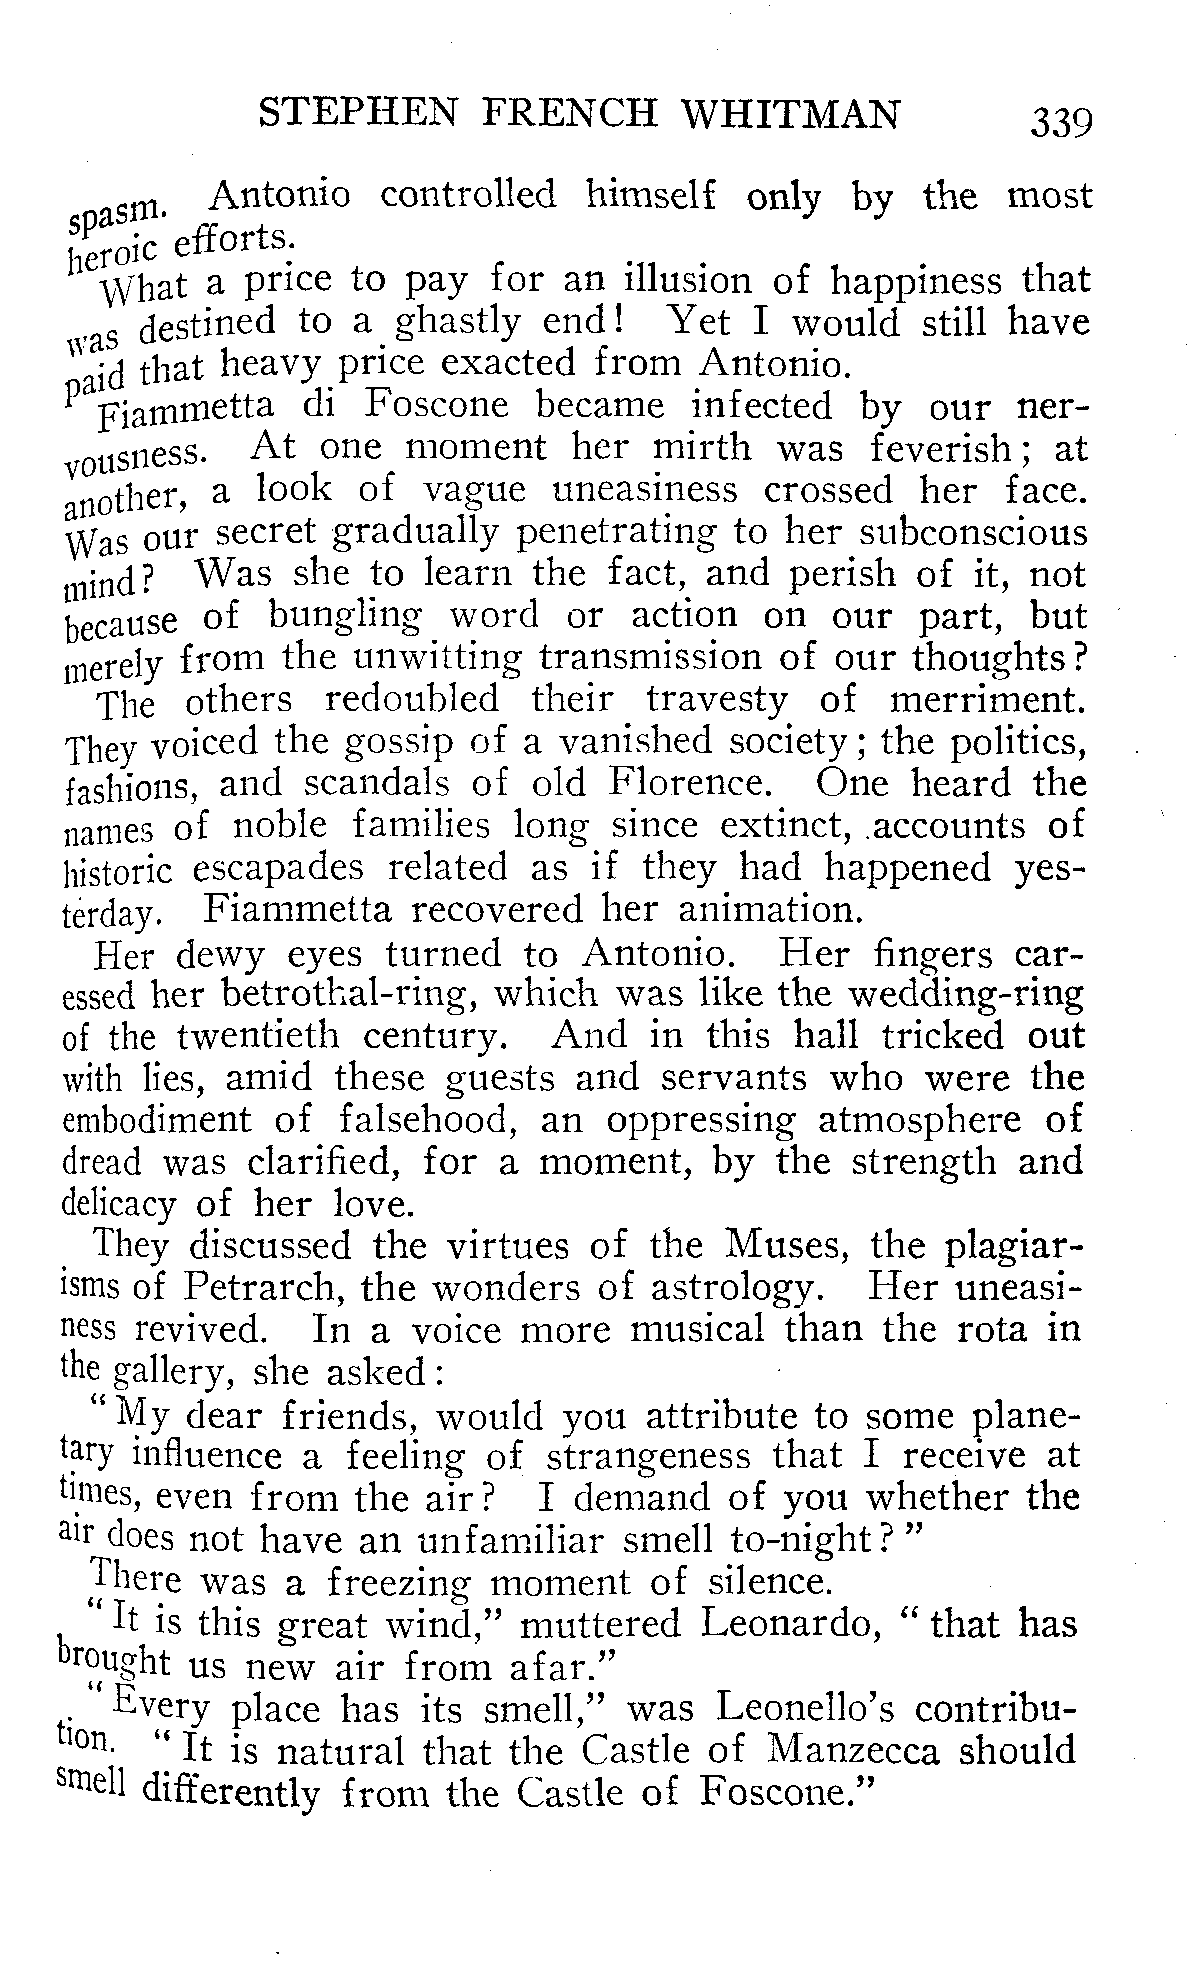 STEPHEN FRENCH WHITMAN 339
spasm. Antonio controlled himself only by the most
heroic efforts.
What a price to pay for an illusion of happiness that
was destined to a ghastly end! Yet I would still have
paid that heavy price exacted from Antonio.
Fiammetta di Foscone became infected by our ner-
vousness. At one moment her mirth was feverish; at
another, a look of vague uneasiness crossed her face.
Was our secret gradually penetrating to her subconscious
mind? Was she to learn the fact, and perish of it, not
because of bungling word or action on our part, but
merely from the unwitting transmission of our thoughts?
The others redoubled their travesty of merriment.
They voiced the gossip of a vanished society; the politics,
fashions, and scandals of old Florence. One heard the
names of noble families long since extinct, accounts of
historic escapades related as if they had happened yes-
terday. Fiammetta recovered her animation.
Her dewy eyes turned to Antonio. Her fingers car-
essed her betrothal-ring, which was like the wedding-ring
of the twentieth century. And in this hall tricked out
with lies, amid these guests and servants who were the
embodiment of falsehood, an oppressing atmosphere of
dread was clarified, for a moment, by the strength and
delicacy of her love.
They discussed the virtues of the Muses, the plagiar-
isms of Petrarch, the wonders of astrology. Her uneasi-
ness revived. In a voice more musical than the rota in
the gallery, she asked:
"My dear friends, would you attribute to some plane-
tary influence a feeling of strangeness that I receive at
times, even from the air? I demand of you whether the
air does not have an unfamiliar smell to-night?"
There was a freezing moment of silence.
"It is this great wind," muttered Leonardo, "that has
brought us new air from afar."
"Every place has its smell," was Leonello's contribu-
tion. "It is natural that the Castle of Manzecca should
smell differently from the Castle of Foscone."